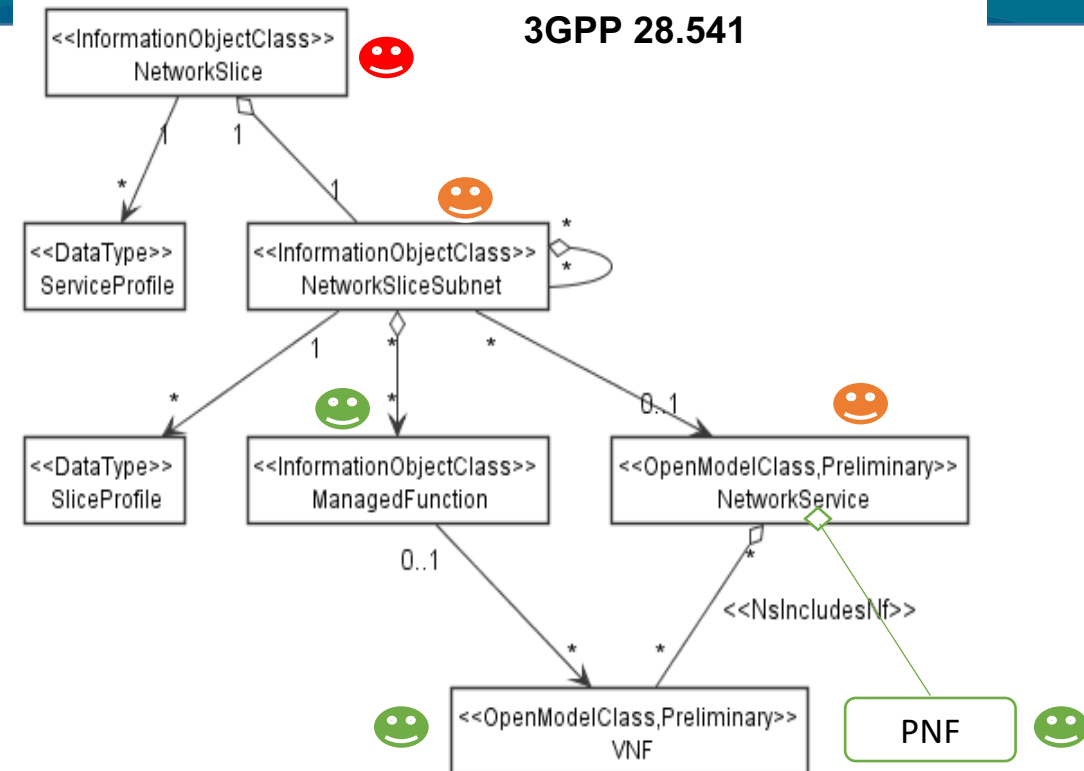 3GPP 28.541
<<InformationObjectClass>>
NetworkSlice
1
1
*
1
<<DataType>>
ServiceProfile
<<InformationObjectClass>>
NetworkSliceSubnet
*
*
1
*
*
*
*
0..1
<<DataType>>
SliceProfile
<<InformationObjectClass>>
ManagedFunction
<<OpenModelClass,Preliminary>>
NetworkService
0..1
*
<<NsIncludesNf>>
*
*
<<OpenModelClass,Preliminary>>
VNF
PNF